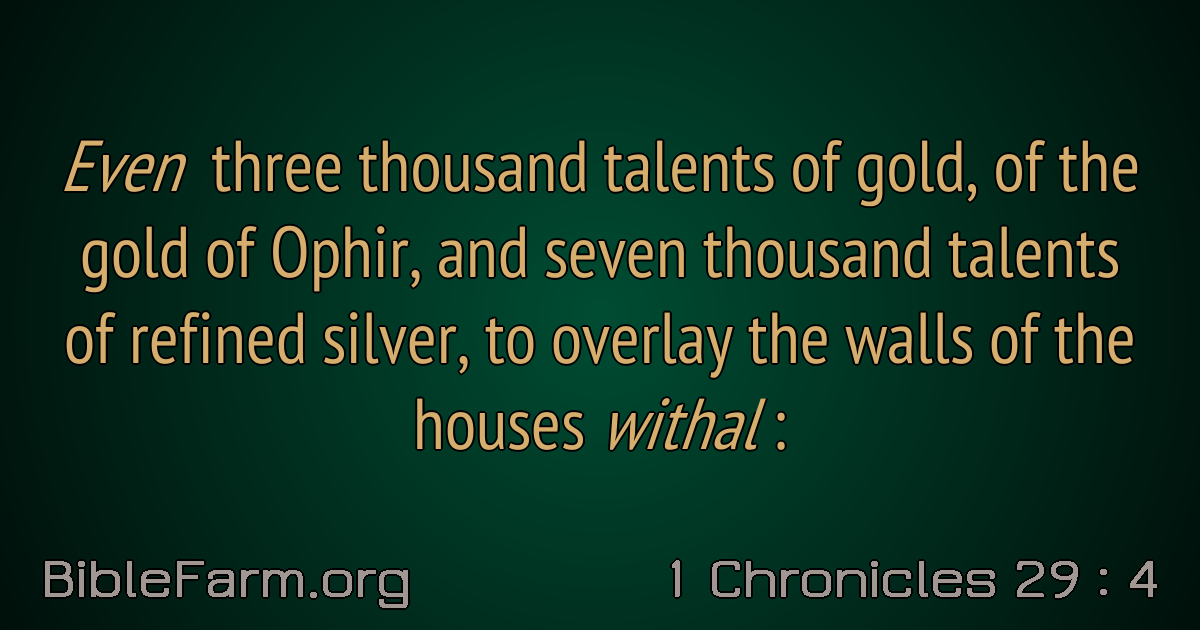 Even three thousand talents of gold, of the
gold of Ophir, and seven thousand talents
of refined silver, to overlay the walls of the
houses withal :
BibleFarm.org
1 Chronicles 29 : 4